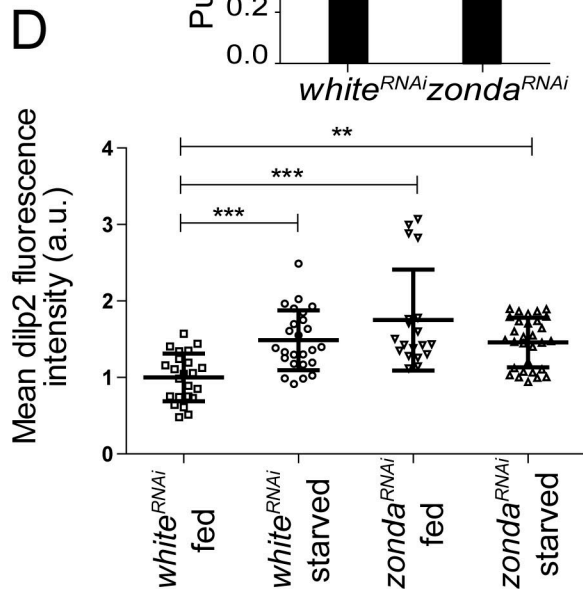 D
Pu
0.2
0.0
white^RNAi zonda^RNAi
Mean dilp2 fluorescence
intensity (a.u.)
4
3
2
1
0
**
***
***
white^RNAi
fed
white^RNAi
starved
zonda^RNAi
fed
zonda^RNAi
starved